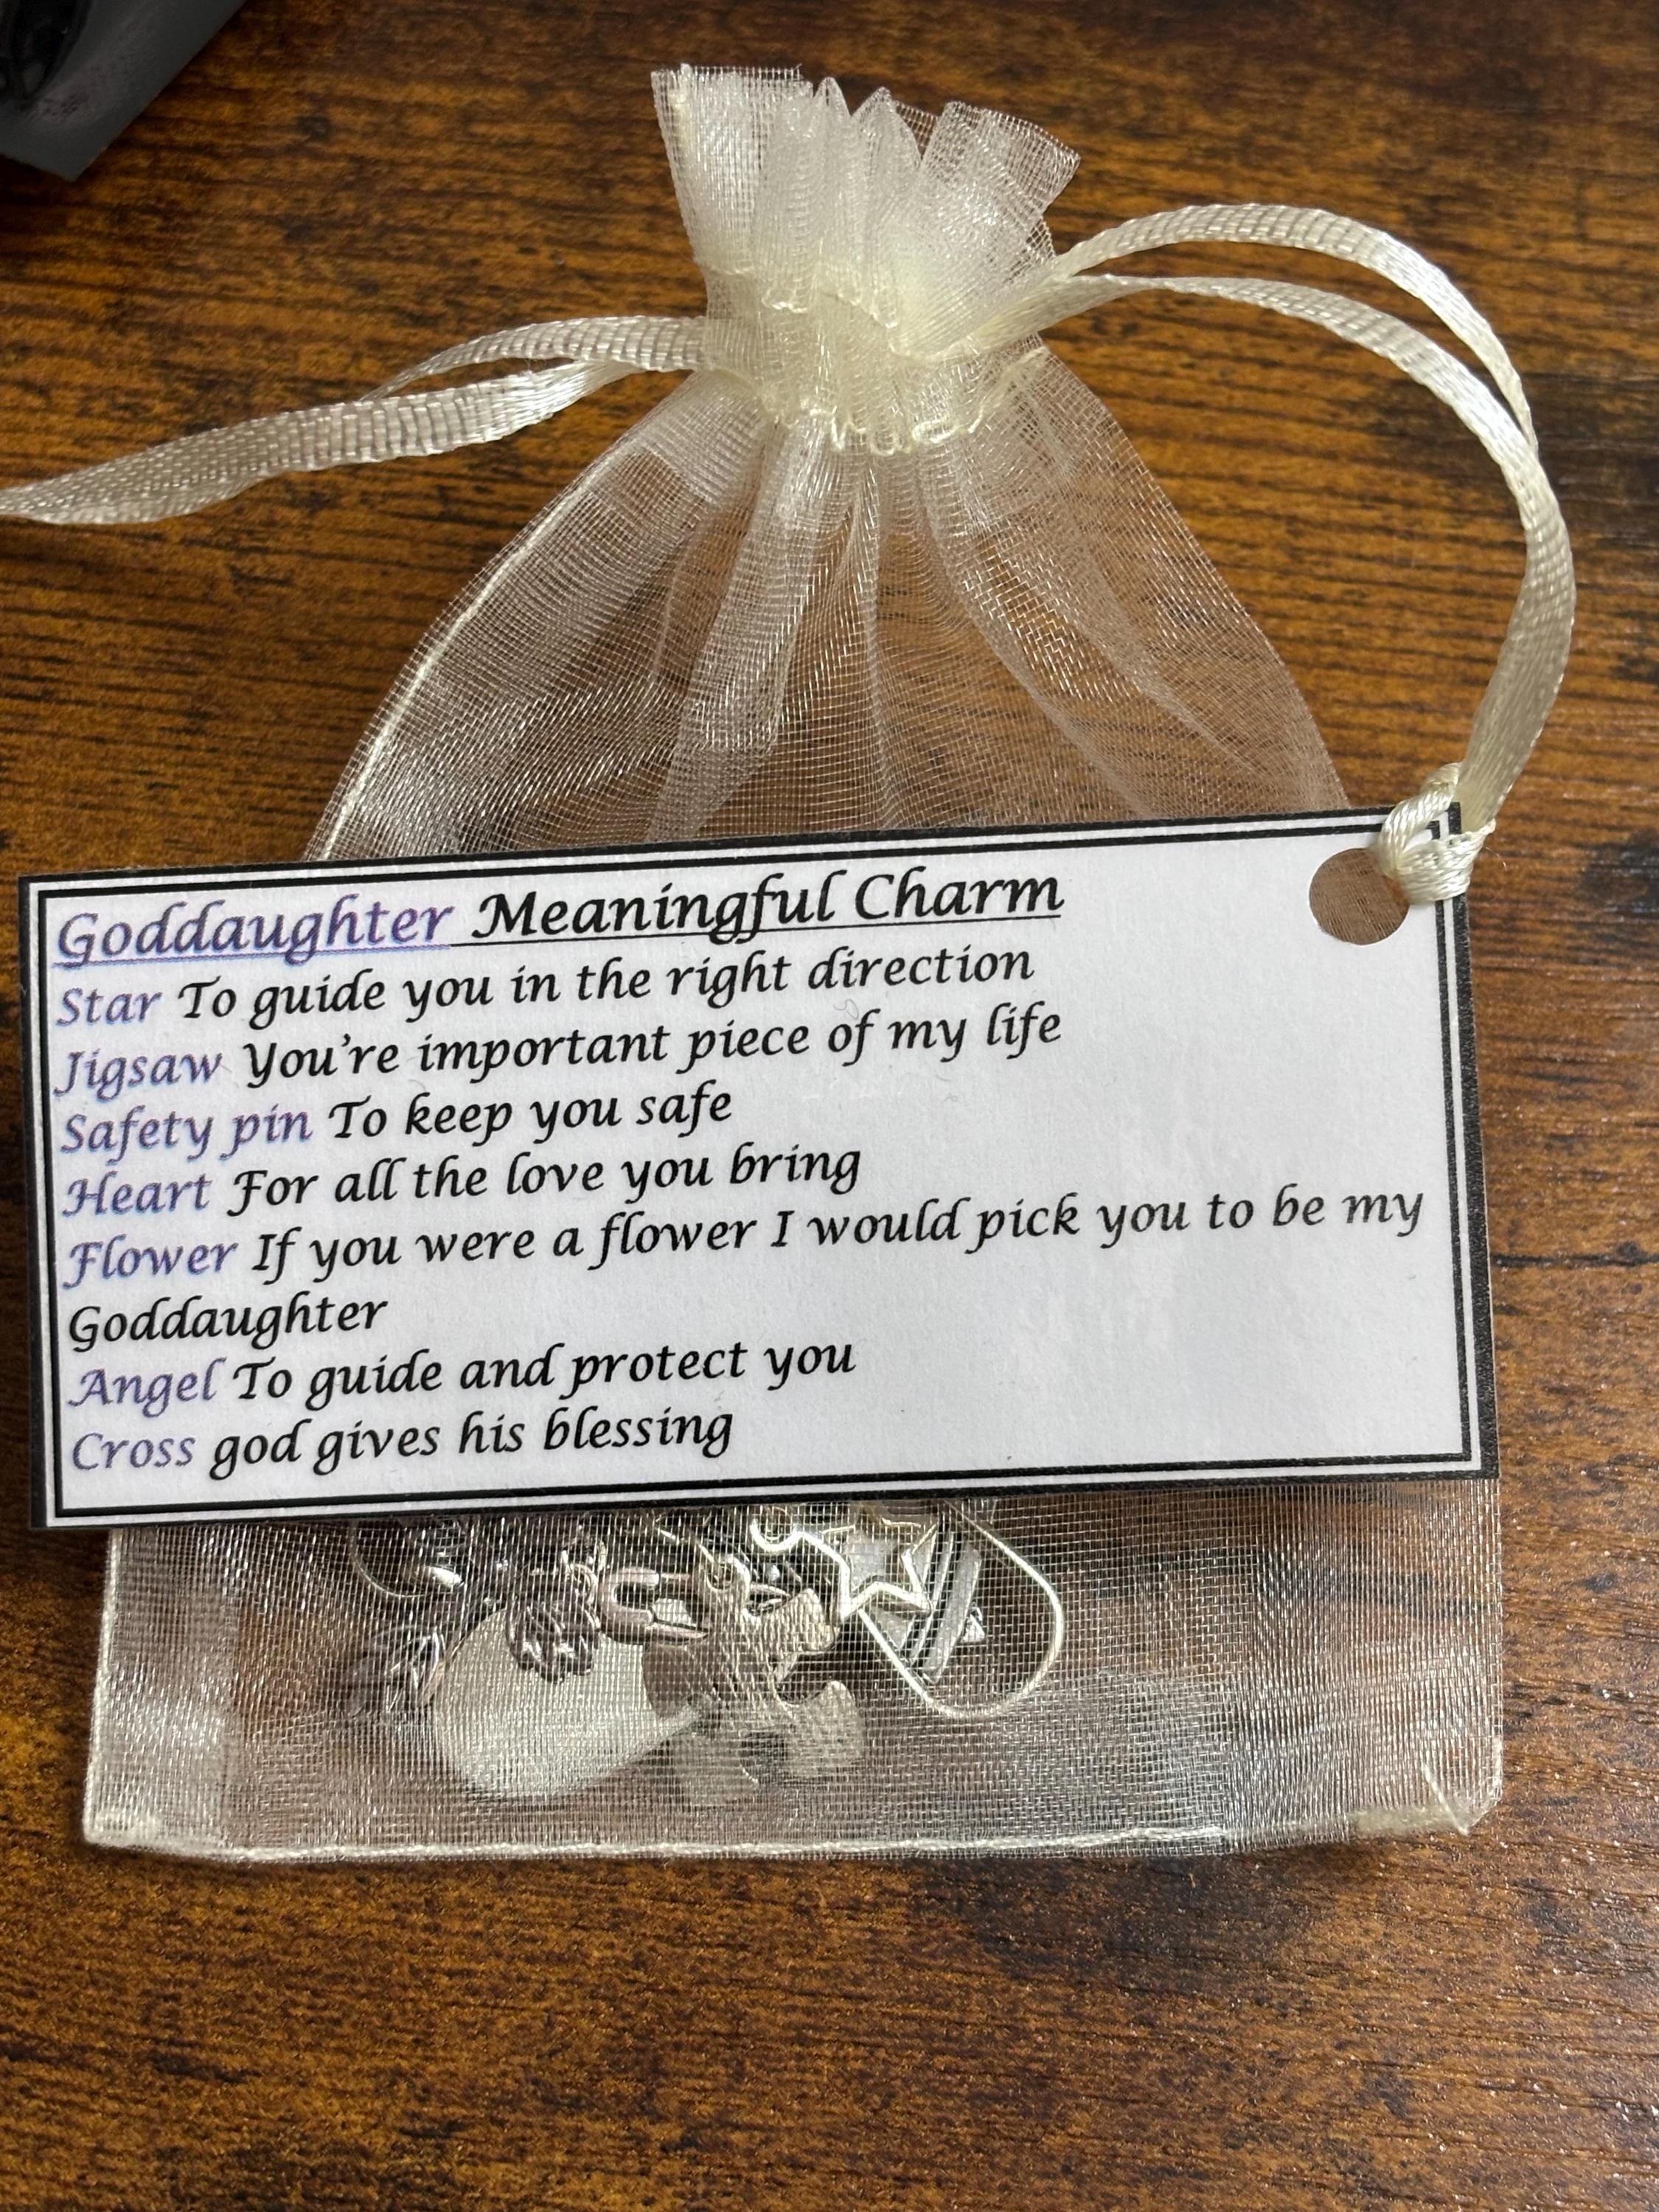 Goddaughter Meaningful Charm
Star To guide you in the right direction
Jigsaw You're important piece of my life
Safety pin To keep you safe
Heart For all the love you bring
Flower If you were a flower I would pick you to be my
Goddaughter
Angel To guide and protect you
Cross god gives his blessing